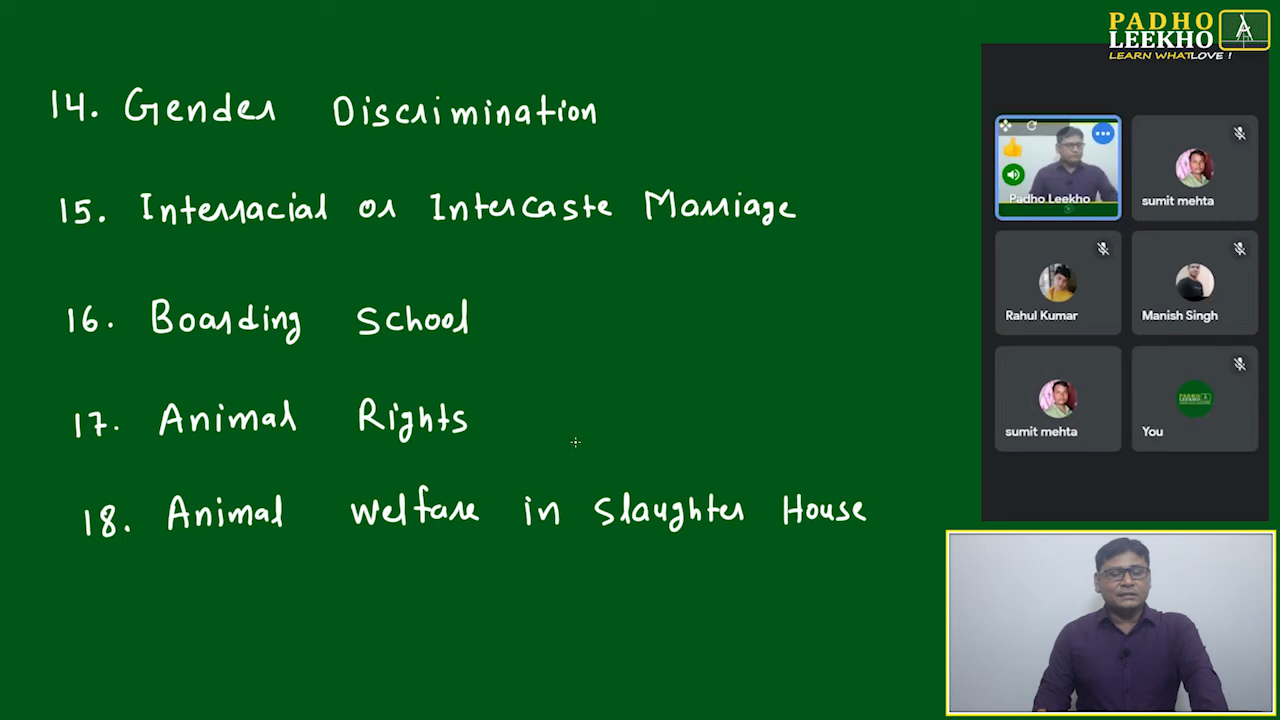 14. Gender Discrimination
15. Interracial or Intercaste Marriage
16. Boarding School
17. Animal Rights
18. Animal Welfare in Slaughter House
PADHO
LEEKHO
LEARN WHAT LOVE !
Padho Leekho
sumit mehta
Rahul Kumar
Manish Singh
sumit mehta
You